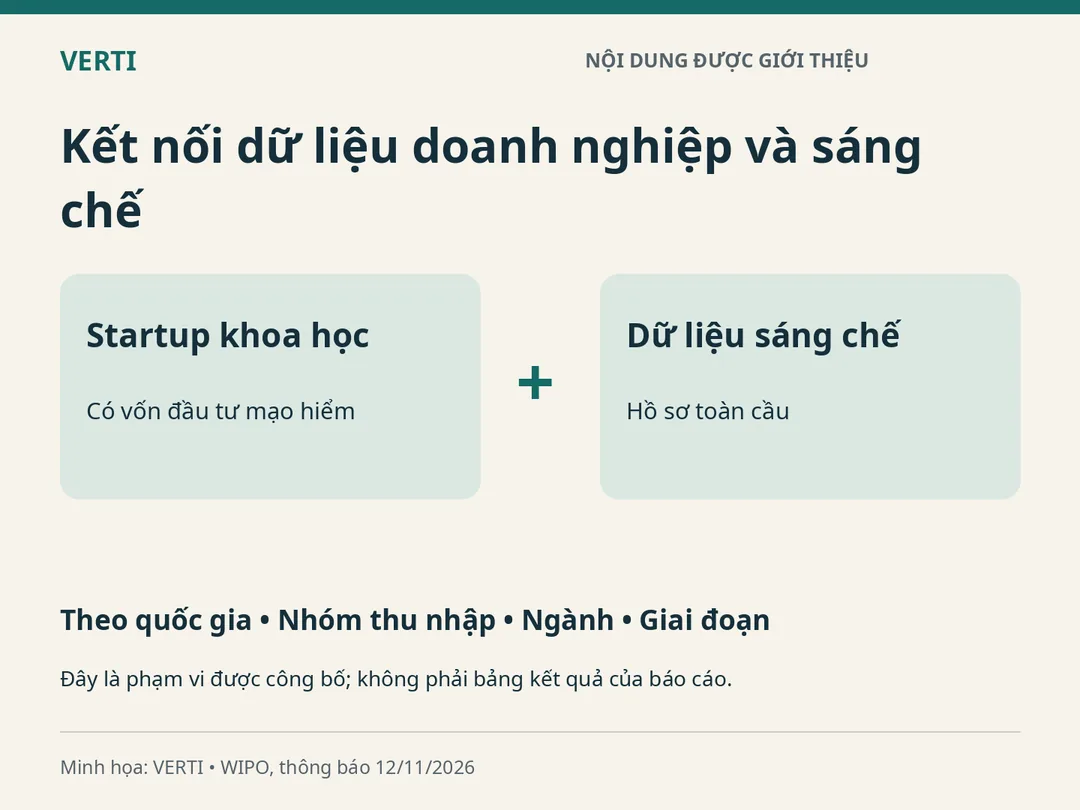 VERTI
NỘI DUNG ĐƯỢC GIỚI THIỆU
Kết nối dữ liệu doanh nghiệp và sáng
chế
Startup khoa học
Có vốn đầu tư mạo hiểm
+
Dữ liệu sáng chế
Hồ sơ toàn cầu
Theo quốc gia • Nhóm thu nhập • Ngành • Giai đoạn
Đây là phạm vi được công bố; không phải bảng kết quả của báo cáo.
Minh họa: VERTI • WIPO, thông báo 12/11/2026